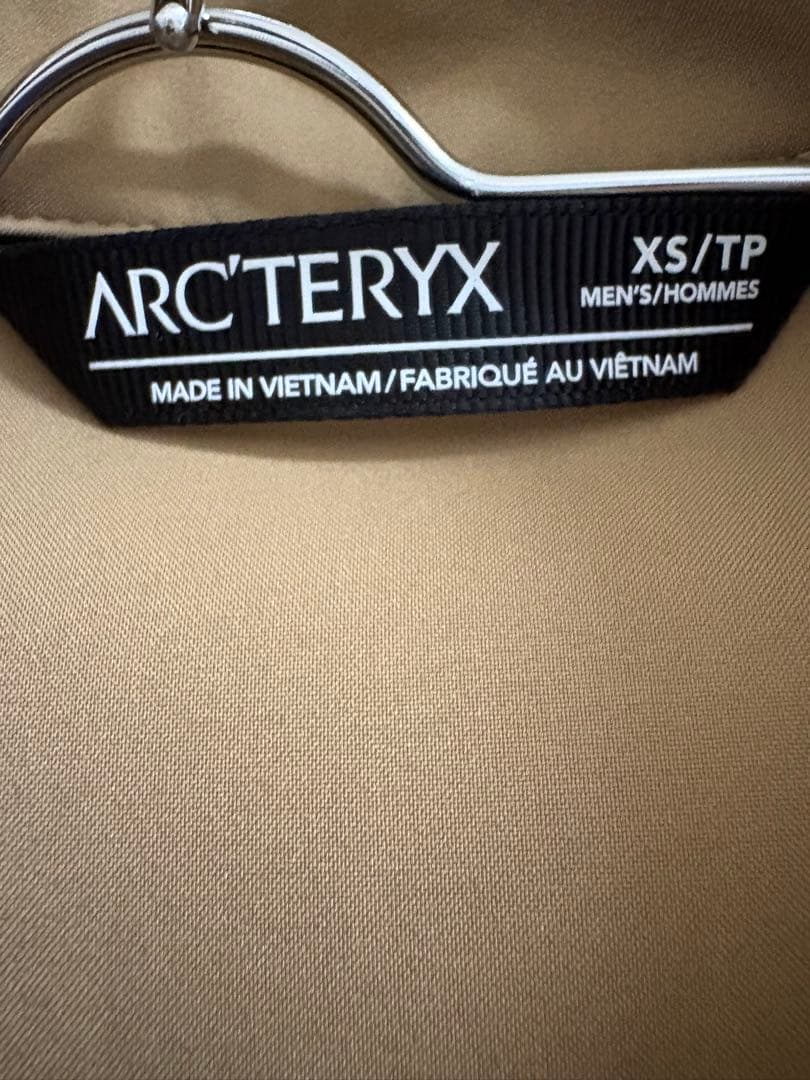 ARC'TERYX
XS/TP
MEN'S/HOMMES
MADE IN VIETNAM/FABRIQUÉ AU VIÊTNAM